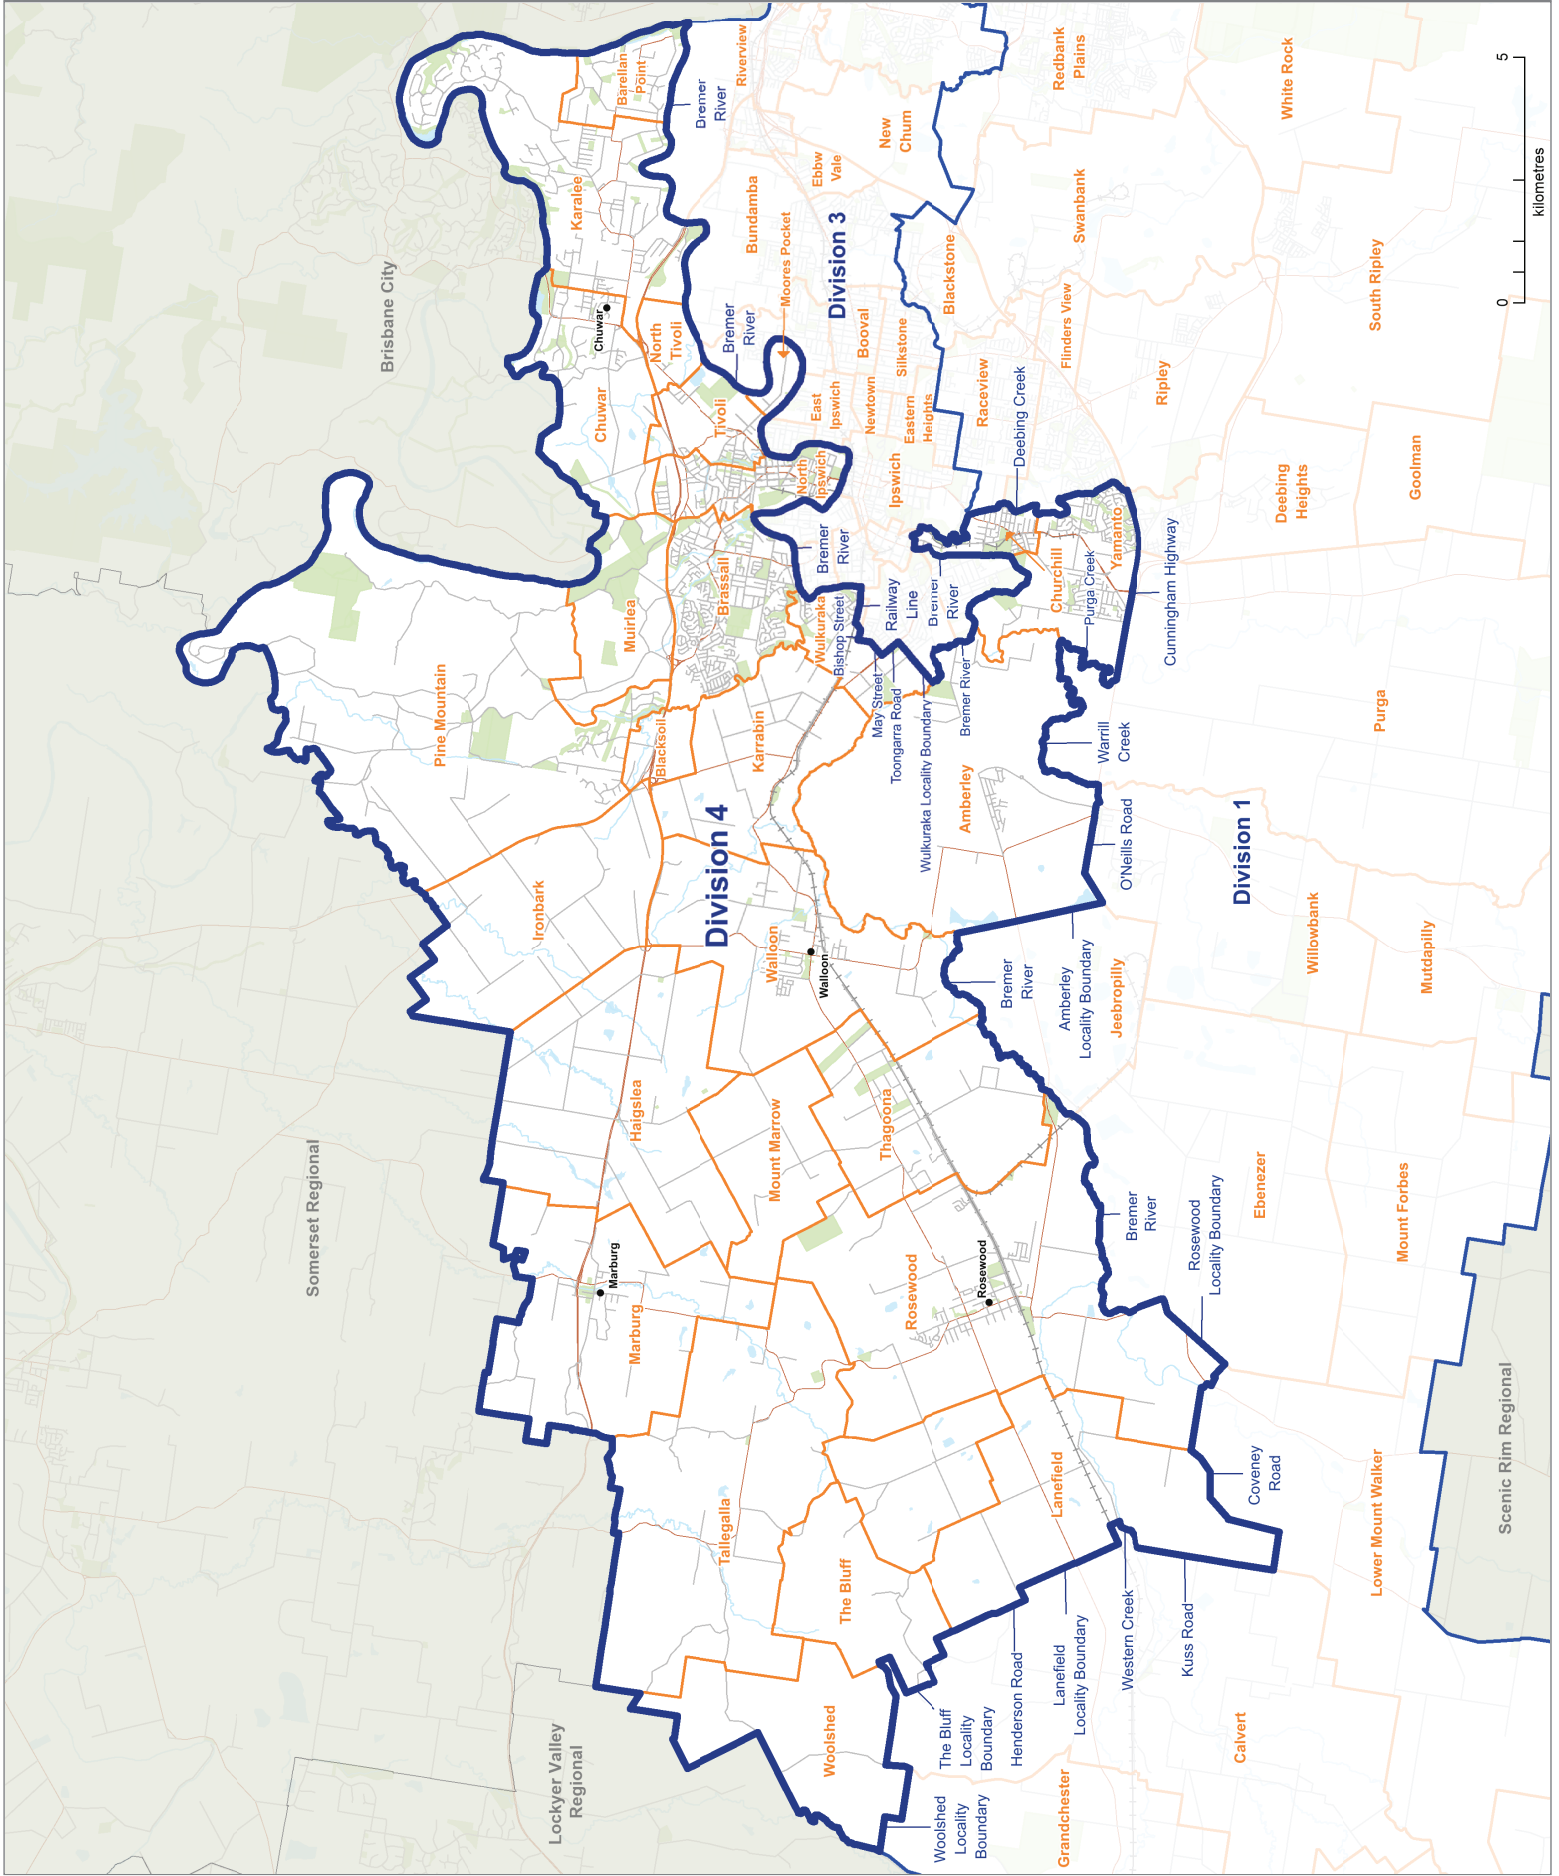 Brisbane City
Somerset Regional
Lockyer Valley
Regional
Scenic Rim Regional
Division 4
Division 3
Division 1
Barellan
Point
Riverview
Redbank
Plains
White Rock
Bremer
River
New
Chum
Ebbw
Vale
Karalee
Bundamba
Moores Pocket
Swanbank
Blackstone
South Ripley
Chuwar
North
Tivoli
Bremer
River
Booval
Silkstone
Flinders View
Raceview
Ripley
Chuwar
Tivoli
East
Ipswich
Newtown
Eastern
Heights
Deebing Creek
North
Ipswich
Ipswich
Deebing
Heights
Goolman
Yamanto
Cunningham Highway
Bremer
River
Brassall
Muirlea
Churchill
Purga Creek
Railway
Line
Bremer
River
Wulkuraka
Bishop Street
May Street
Toongarra Road
Wulkuraka Locality Boundary
Bremer River
Pine Mountain
Blacksoil
Karrabin
Warrill
Creek
Purga
Amberley
O'Neills Road
Ironbark
Walloon
Walloon
Willowbank
Mutdapilly
Bremer
River
Amberley
Locality Boundary
Jeebropilly
Haigslea
Mount Marrow
Thagoona
Bremer
River
Rosewood
Locality Boundary
Ebenezer
Mount Forbes
Marburg
Marburg
Rosewood
Rosewood
Tallegalla
Lanefield
Coveney
Road
Lower Mount Walker
The Bluff
Western Creek
Kuss Road
Lanefield
Locality Boundary
Henderson Road
The Bluff
Locality
Boundary
Woolshed
Woolshed
Locality
Boundary
Calvert
Grandchester
0
5
kilometres